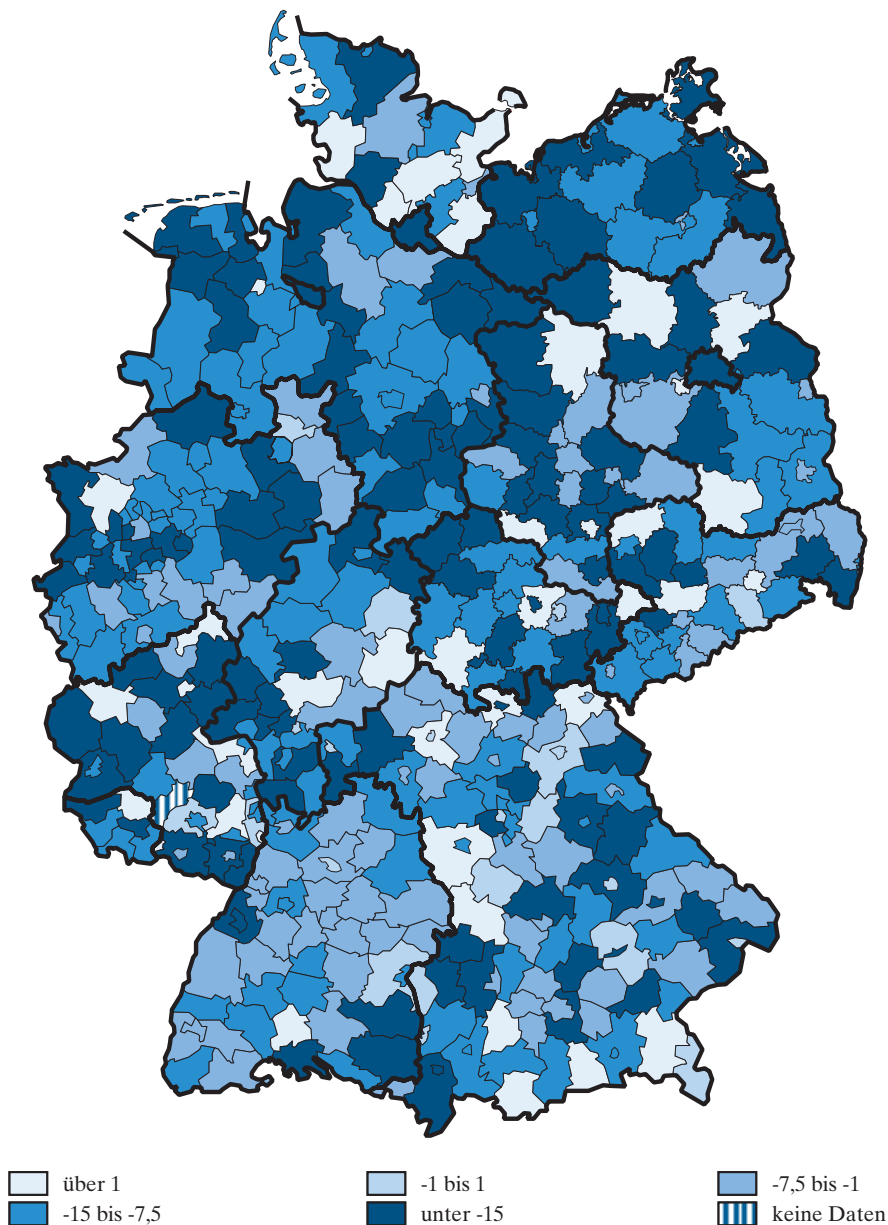 über 1
-1 bis 1
-7,5 bis -1
-15 bis -7,5
unter -15
keine Daten